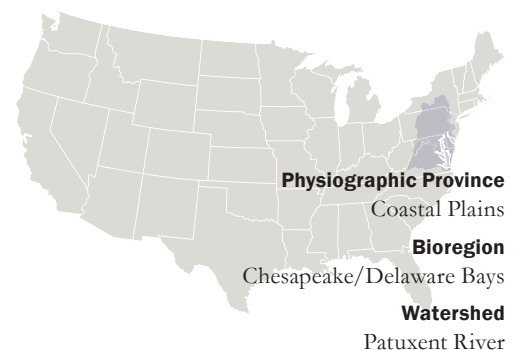 Physiographic Province
Coastal Plains
Bioregion
Chesapeake/Delaware Bays
Watershed
Patuxent River